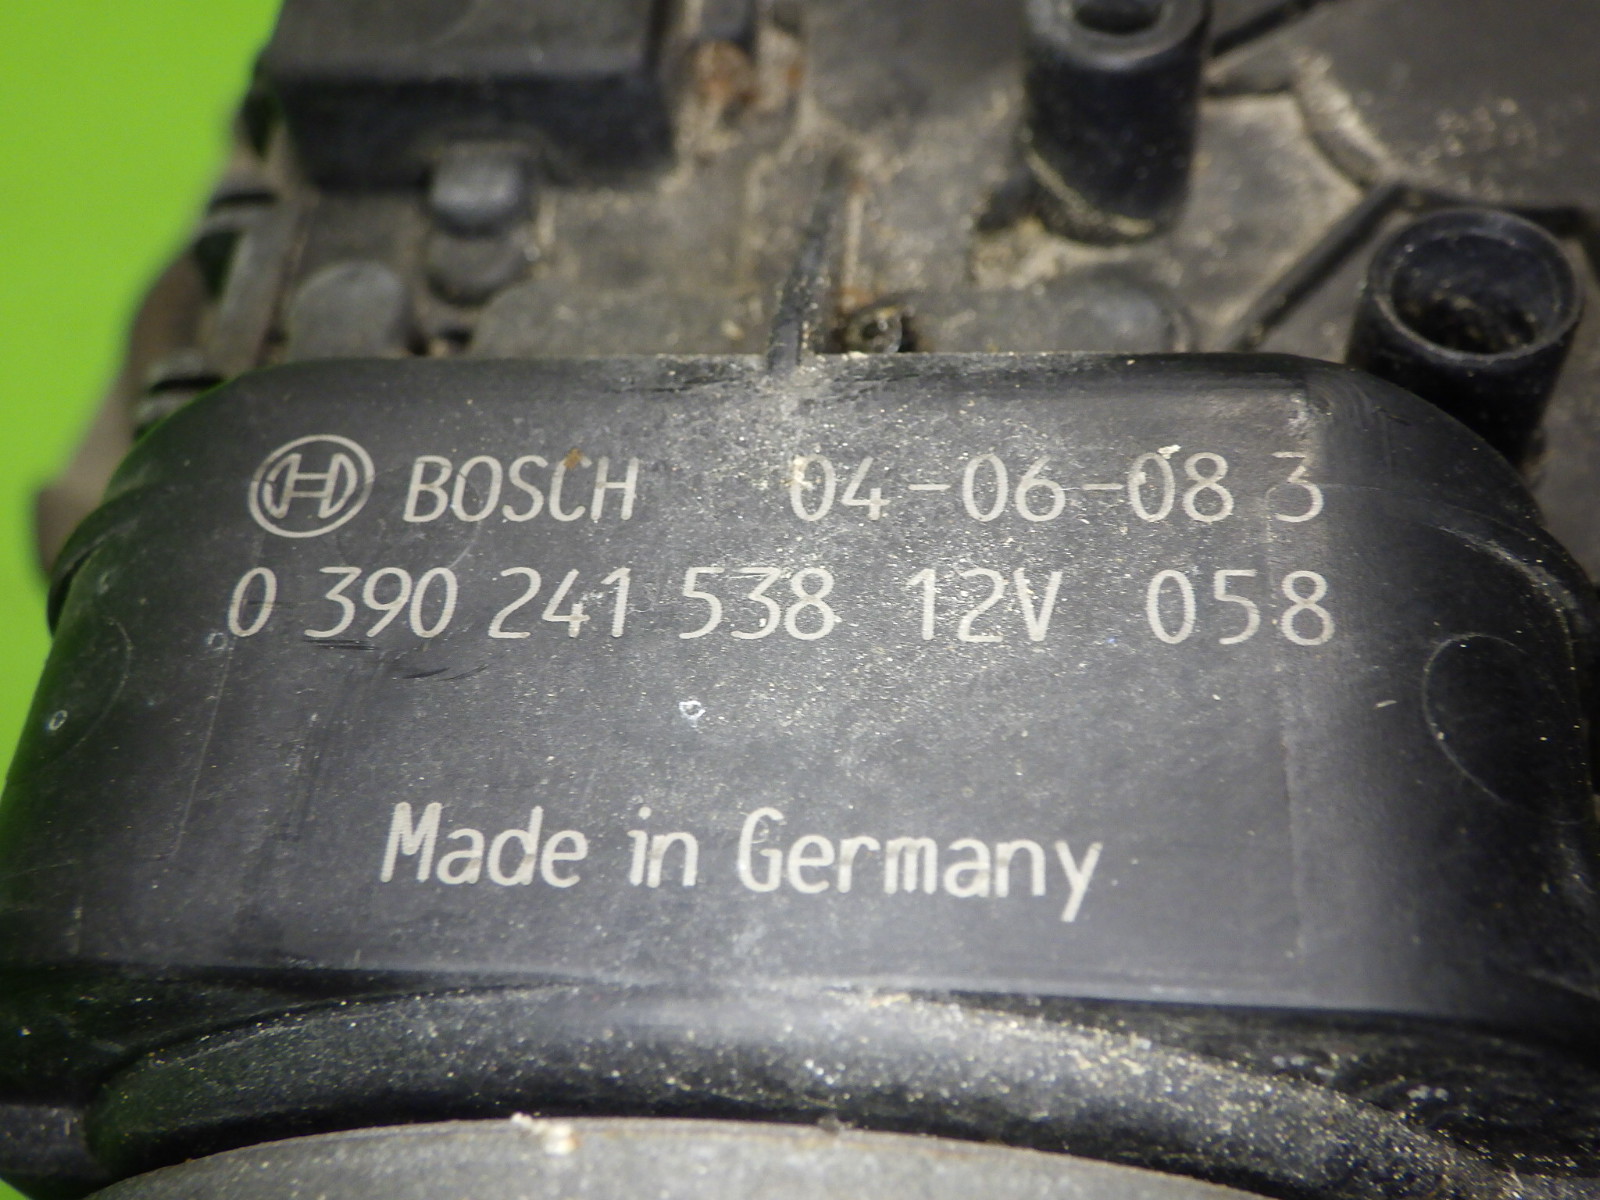 BOSCH 04-06-08 3
0 390 241 538 12V 058
Made in Germany